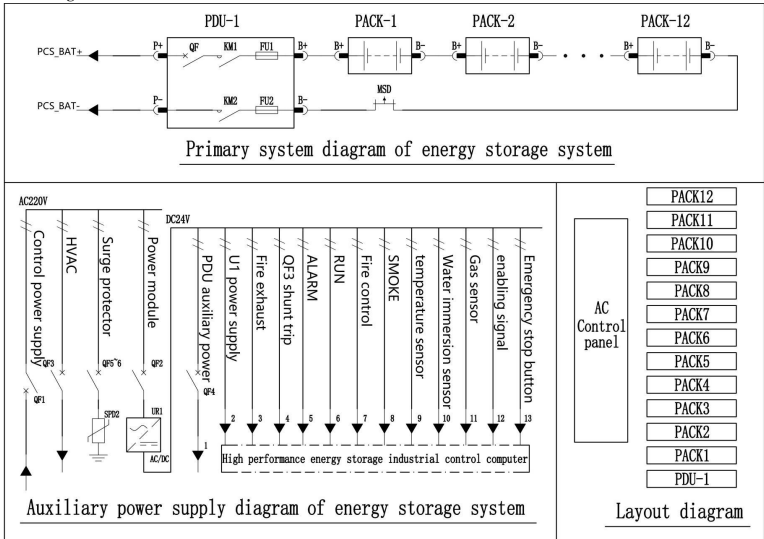 PDU-1 PACK-1 PACK-2 PACK-12
PCS_BAT+ P+ QF KM1 FU1 B+ B+ B- B+ B- B+ B-
MSD
PCS_BAT- P- KM2 FU2 B-
Primary system diagram of energy storage system
AC220V
DC24V
Control power supply
HVAC
Surge protector
Power module
PDU auxiliary power
U1 power supply
Fire exhaust
QF3 shunt trip
ALARM
RUN
Fire control
SMOKE
temperature sensor
Water immersion sensor
Gas sensor
enabling signal
Emergency stop button
QF3 QF5~6 QF2
QF1 QF4
SPD2 UR1
AC/DC
1 2 3 4 5 6 7 8 9 10 11 12 13
High performance energy storage industrial control computer
Auxiliary power supply diagram of energy storage system
AC
Control
panel
PACK12
PACK11
PACK10
PACK9
PACK8
PACK7
PACK6
PACK5
PACK4
PACK3
PACK2
PACK1
PDU-1
Layout diagram